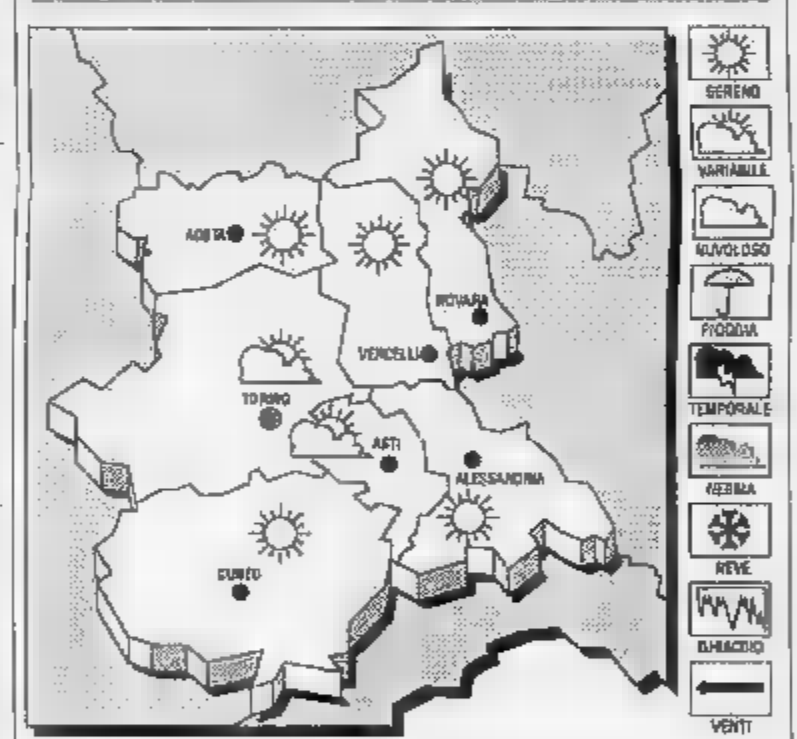 SERENO
VARIABILE
NUVOLOSO
PIOGGIA
TEMPORALE
NEBBIA
NEVE
GHIACCIO
VENTI
AOSTA
NOVARA
VERCELLI
TORINO
ASTI
ALESSANDRIA
CUNEO